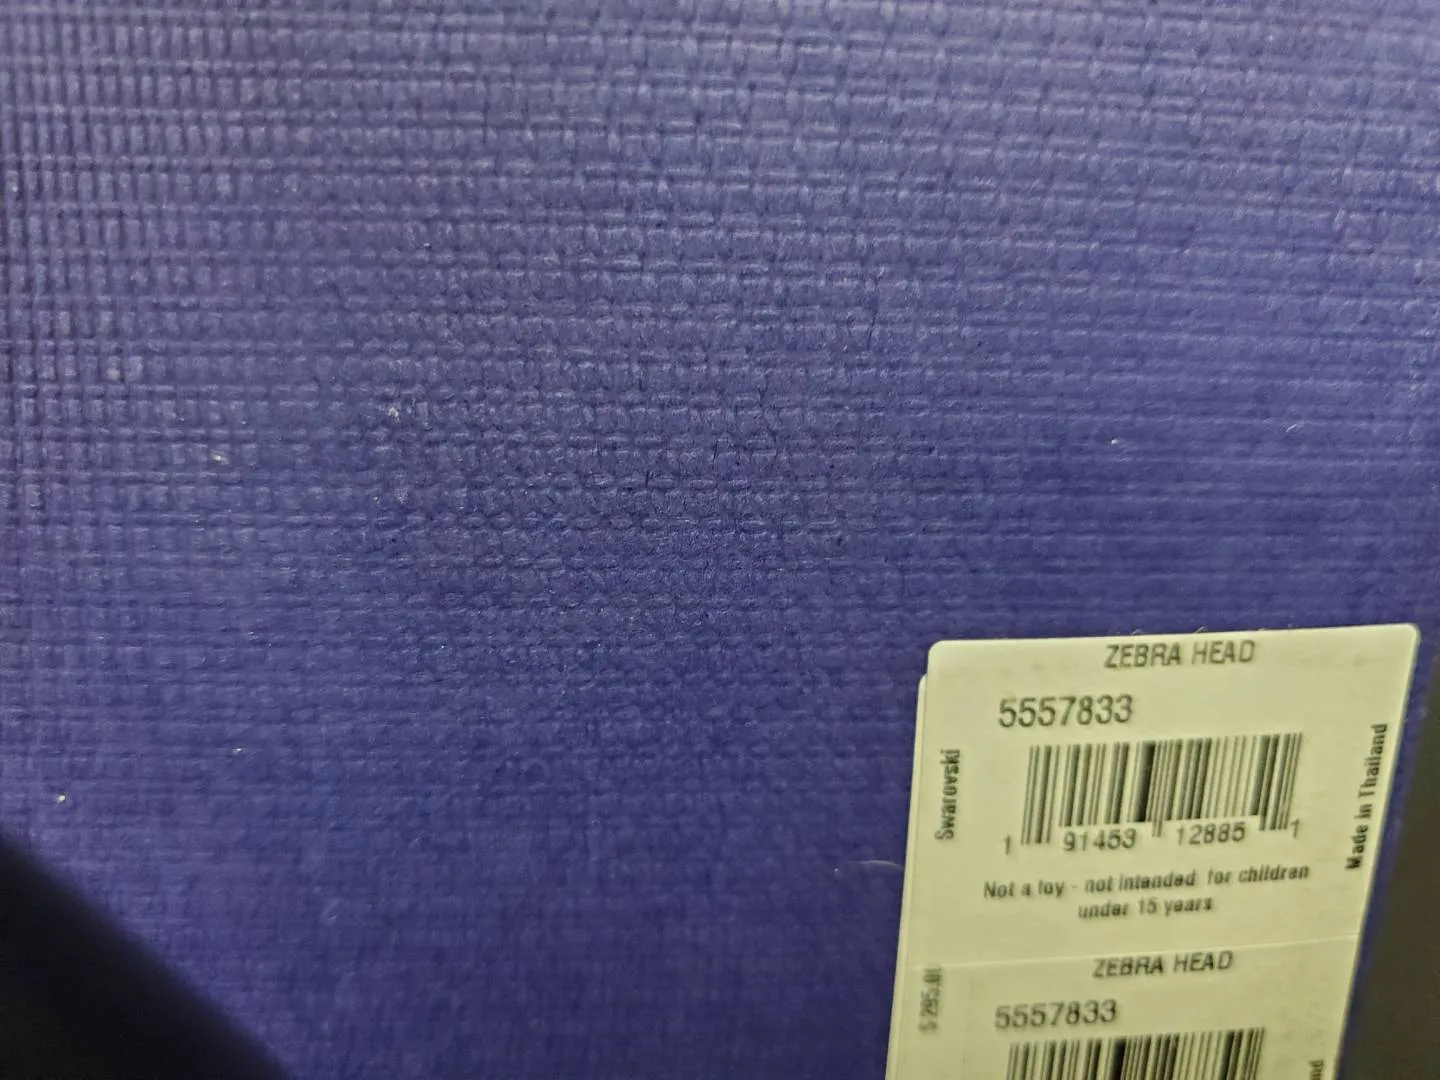 ZEBRA HEAD
5557833
Swarovski
Made in Thailand
1 91453 12885 1
Not a toy - not intended for children
under 15 years
ZEBRA HEAD
5557833